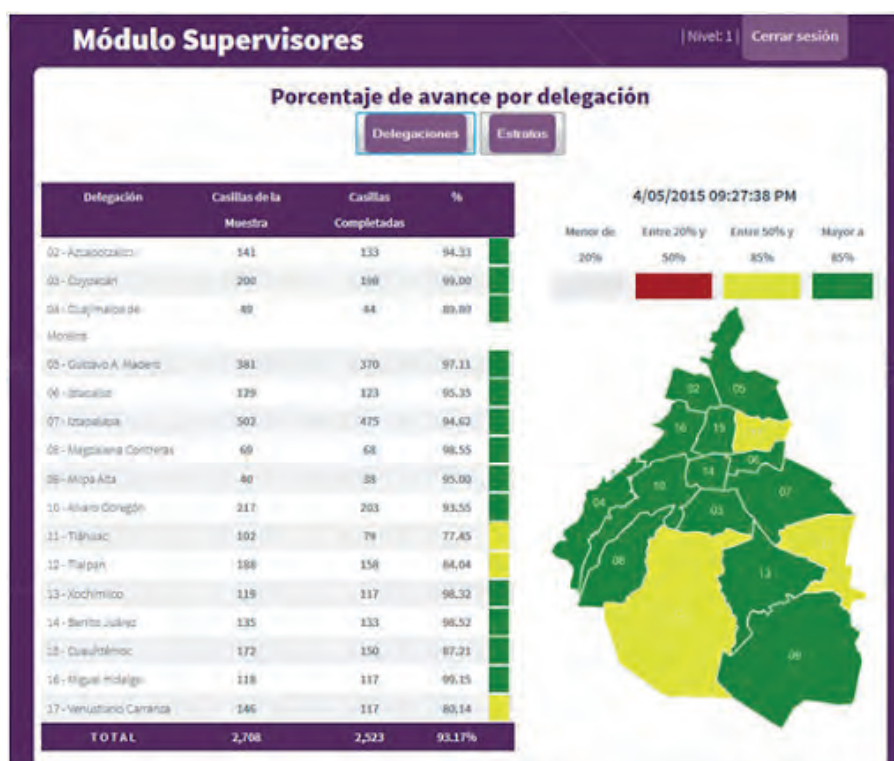 Módulo Supervisores
| Nivel: 1 | Cerrar sesión
Porcentaje de avance por delegación
Delegaciones Estratos
Delegación Casillas de la Muestra Casillas Completadas %
02 - Azcapotzalco 141 133 94.33
03 - Coyoacán 200 198 99.00
04 - Cuajimalpa de Morelos 49 44 89.80
05 - Gustavo A. Madero 381 370 97.11
06 - Iztacalco 129 123 95.35
07 - Iztapalapa 502 475 94.62
08 - Magdalena Contreras 69 68 98.55
09 - Milpa Alta 40 38 95.00
10 - Alvaro Obregón 217 203 93.55
11 - Tláhuac 102 79 77.45
12 - Tlalpan 188 158 84.04
13 - Xochimilco 119 117 98.32
14 - Benito Juárez 135 133 98.52
15 - Cuauhtémoc 172 150 87.21
16 - Miguel Hidalgo 118 117 99.15
17 - Venustiano Carranza 146 117 80.14
TOTAL 2,708 2,523 93.17%
4/05/2015 09:27:38 PM
Menor de 20% Entre 20% y 50% Entre 50% y 85% Mayor a 85%
02
05
16
15
06
14
10
07
04
03
08
13
09